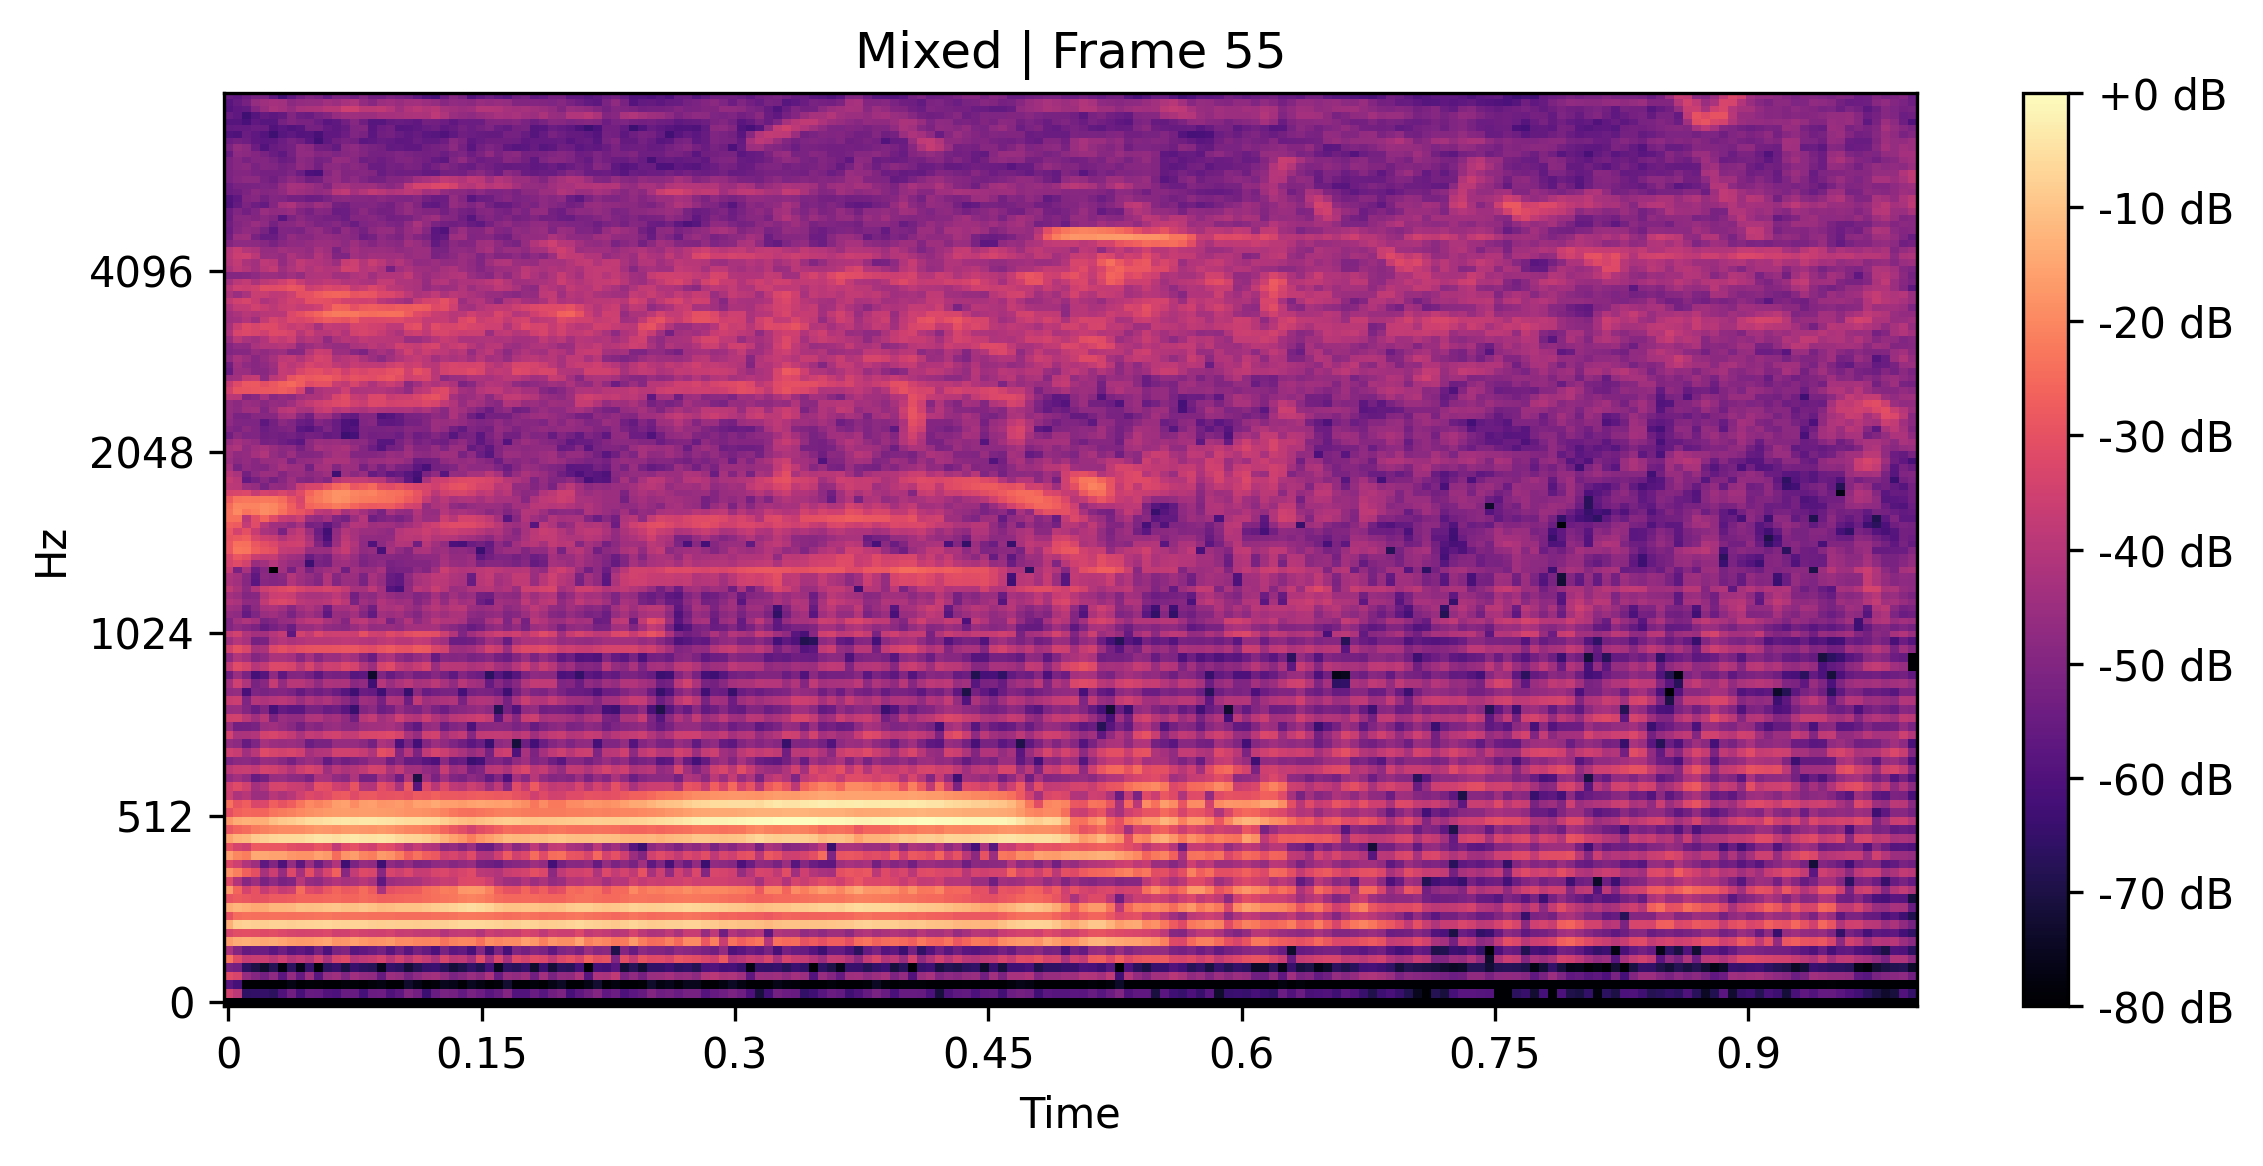 Mixed | Frame 55
+0 dB
-10 dB
-20 dB
-30 dB
-40 dB
-50 dB
-60 dB
-70 dB
-80 dB
Hz
4096
2048
1024
512
0
0 0.15 0.3 0.45 0.6 0.75 0.9
Time